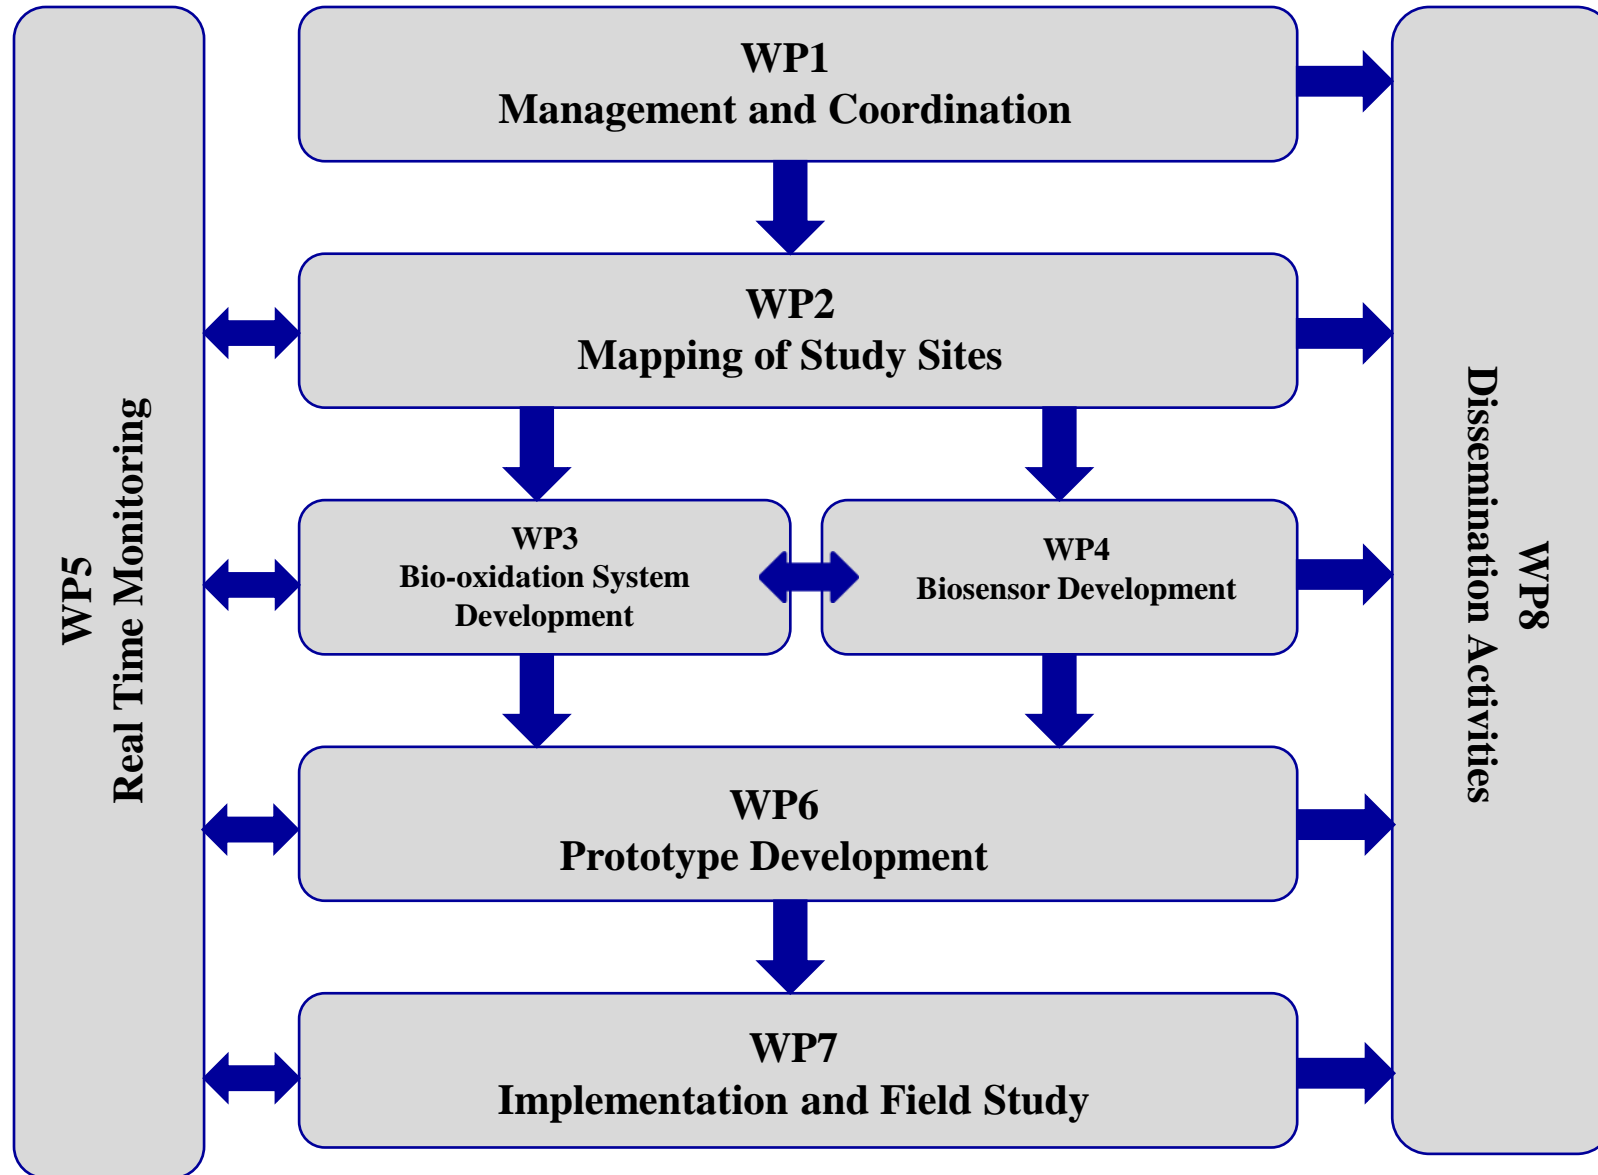 WP1
Management and Coordination
WP2
Mapping of Study Sites
WP3
Bio-oxidation System
Development
WP4
Biosensor Development
WP5
Real Time Monitoring
WP6
Prototype Development
WP7
Implementation and Field Study
WP8
Dissemination Activities